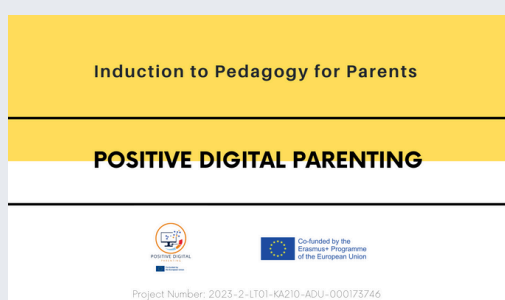 Induction to Pedagogy for Parents
POSITIVE DIGITAL PARENTING
POSITIVE DIGITAL
Co-funded by the
Erasmus+ Programme
of the European Union
Project Number: 2023-2-LT01-KA210-ADU-000173746